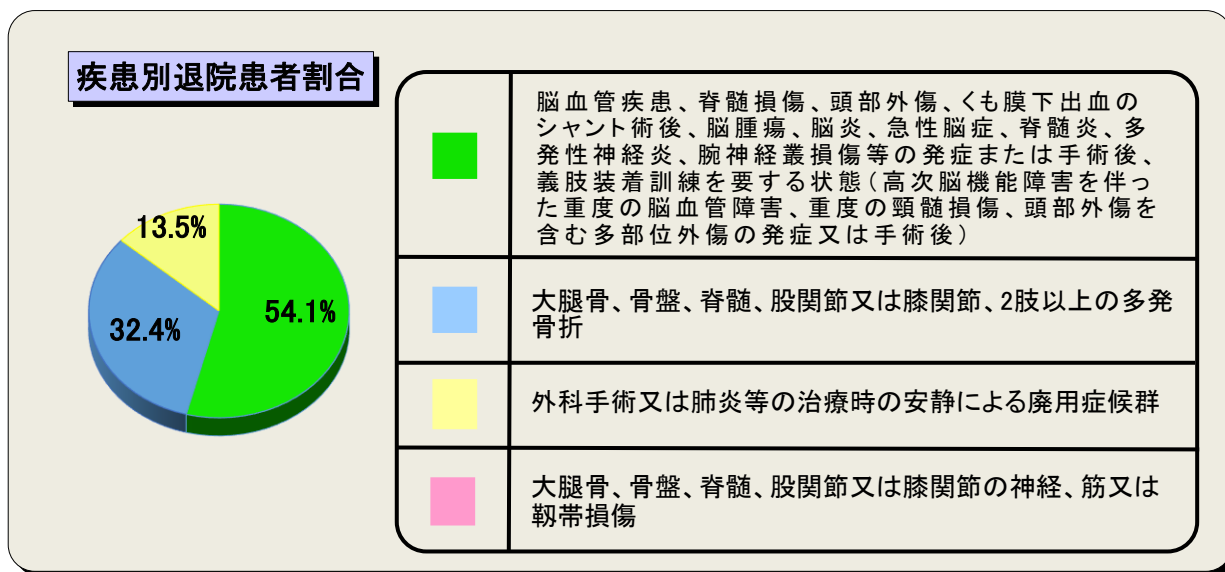 疾患別退院患者割合
脳血管疾患、脊髄損傷、頭部外傷、くも膜下出血の
シャント術後、脳腫瘍、脳炎、急性脳症、脊髄炎、多
発性神経炎、腕神経叢損傷等の発症または手術後、
義肢装着訓練を要する状態（高次脳機能障害を伴っ
た重度の脳血管障害、重度の頸髄損傷、頭部外傷を
含む多部位外傷の発症又は手術後）
13.5%
54.1%
32.4%
大腿骨、骨盤、脊髄、股関節又は膝関節、2肢以上の多発
骨折
外科手術又は肺炎等の治療時の安静による廃用症候群
大腿骨、骨盤、脊髄、股関節又は膝関節の神経、筋又は
靱帯損傷